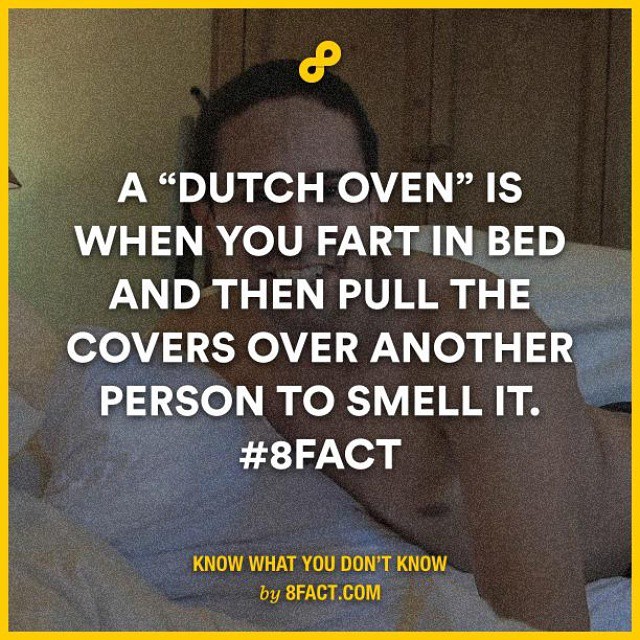 A “DUTCH OVEN” IS
WHEN YOU FART IN BED
AND THEN PULL THE
COVERS OVER ANOTHER
PERSON TO SMELL IT.
#8FACT
KNOW WHAT YOU DON’T KNOW
by 8FACT.COM